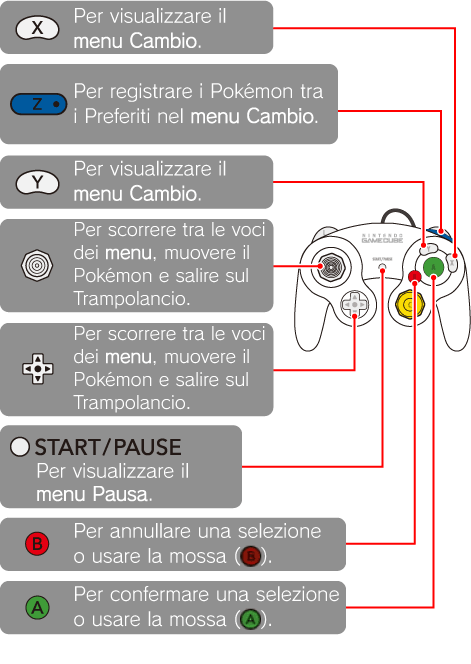 X
Per visualizzare il
menu Cambio.
Z
Per registrare i Pokémon tra
i Preferiti nel menu Cambio.
Y
Per visualizzare il
menu Cambio.
Per scorrere tra le voci
dei menu, muovere il
Pokémon e salire sul
Trampolancio.
Per scorrere tra le voci
dei menu, muovere il
Pokémon e salire sul
Trampolancio.
START/PAUSE
Per visualizzare il
menu Pausa.
B
Per annullare una selezione
o usare la mossa (B).
A
Per confermare una selezione
o usare la mossa (A).
NINTENDO
GAMECUBE
START/PAUSE
A